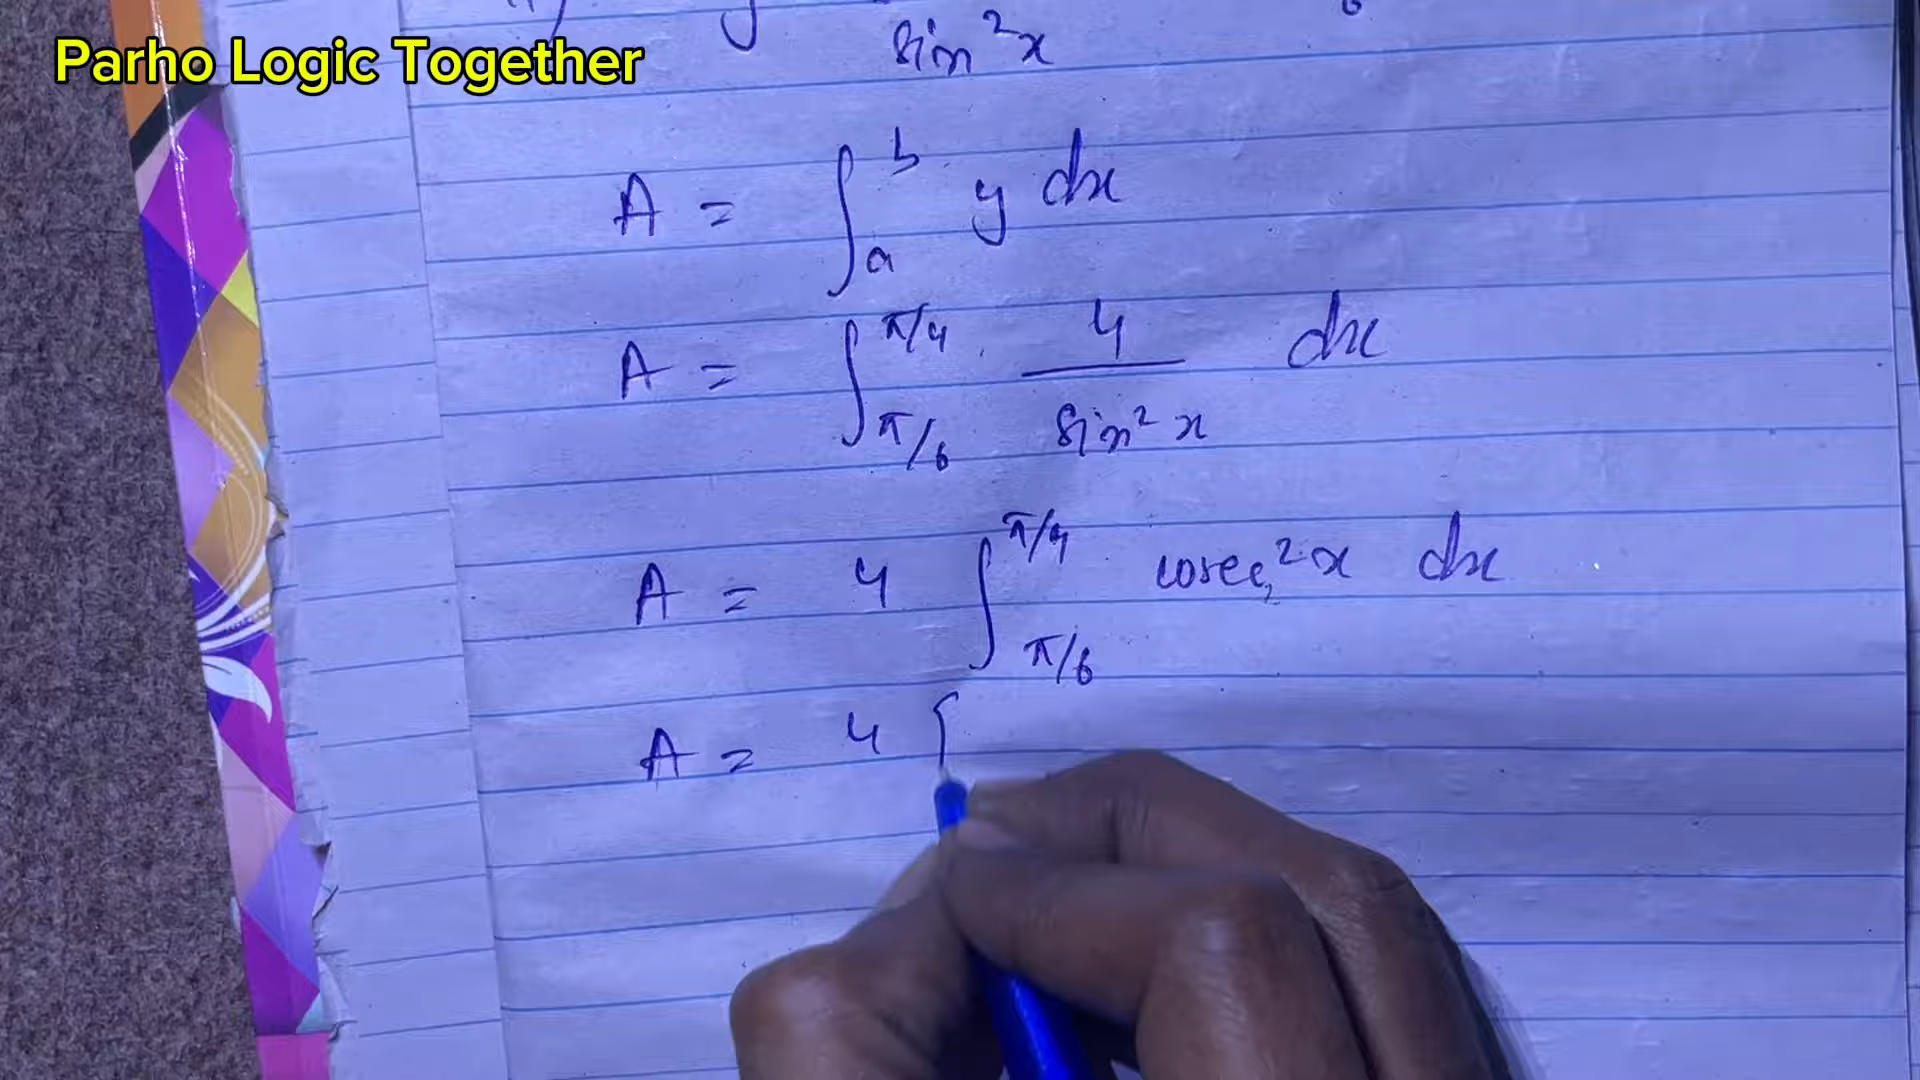 Parho Logic Together
y
sin²x
A = ∫ₐᵇ y dx
A = ∫_{π/6}^{π/4} 4/sin²x dx
A = 4 ∫_{π/6}^{π/4} cosec²x dx
A = 4 [